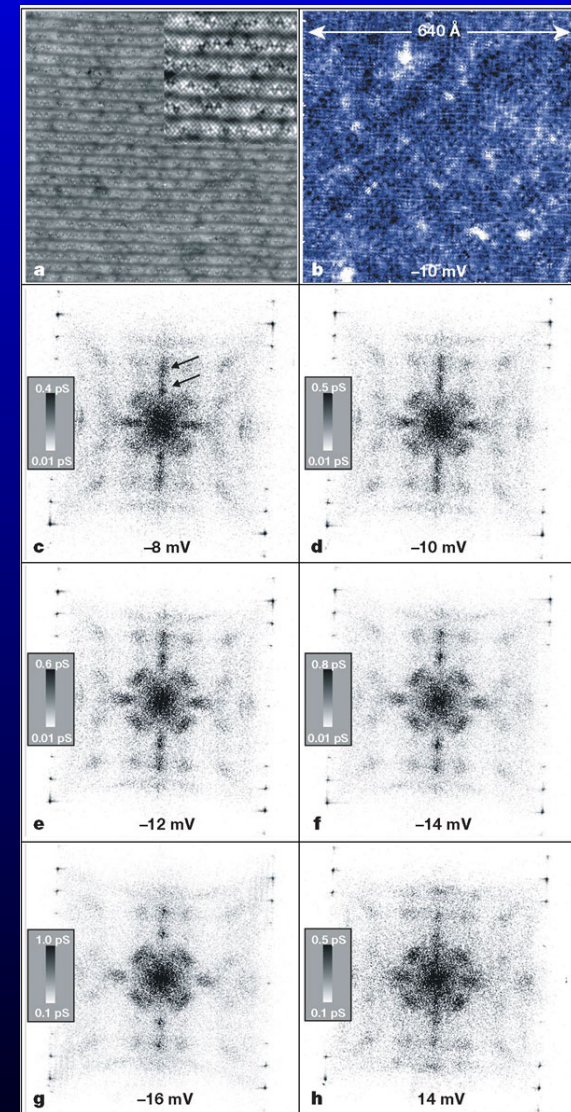 640 Å
a
b
–10 mV
0.4 pS
0.01 pS
c
–8 mV
0.5 pS
0.01 pS
d
–10 mV
0.6 pS
0.01 pS
e
–12 mV
0.8 pS
0.01 pS
f
–14 mV
1.0 pS
0.1 pS
g
–16 mV
0.5 pS
0.1 pS
h
14 mV